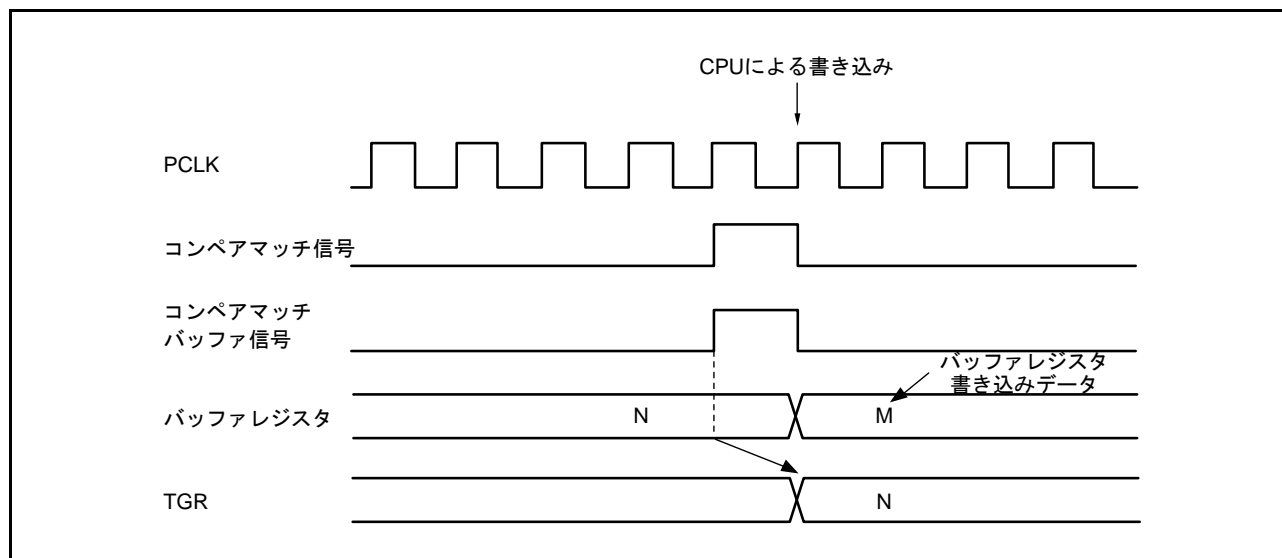 CPUによる書き込み
PCLK
コンペアマッチ信号
コンペアマッチ
バッファ信号
バッファレジスタ
書き込みデータ
バッファレジスタ
N
M
TGR
N